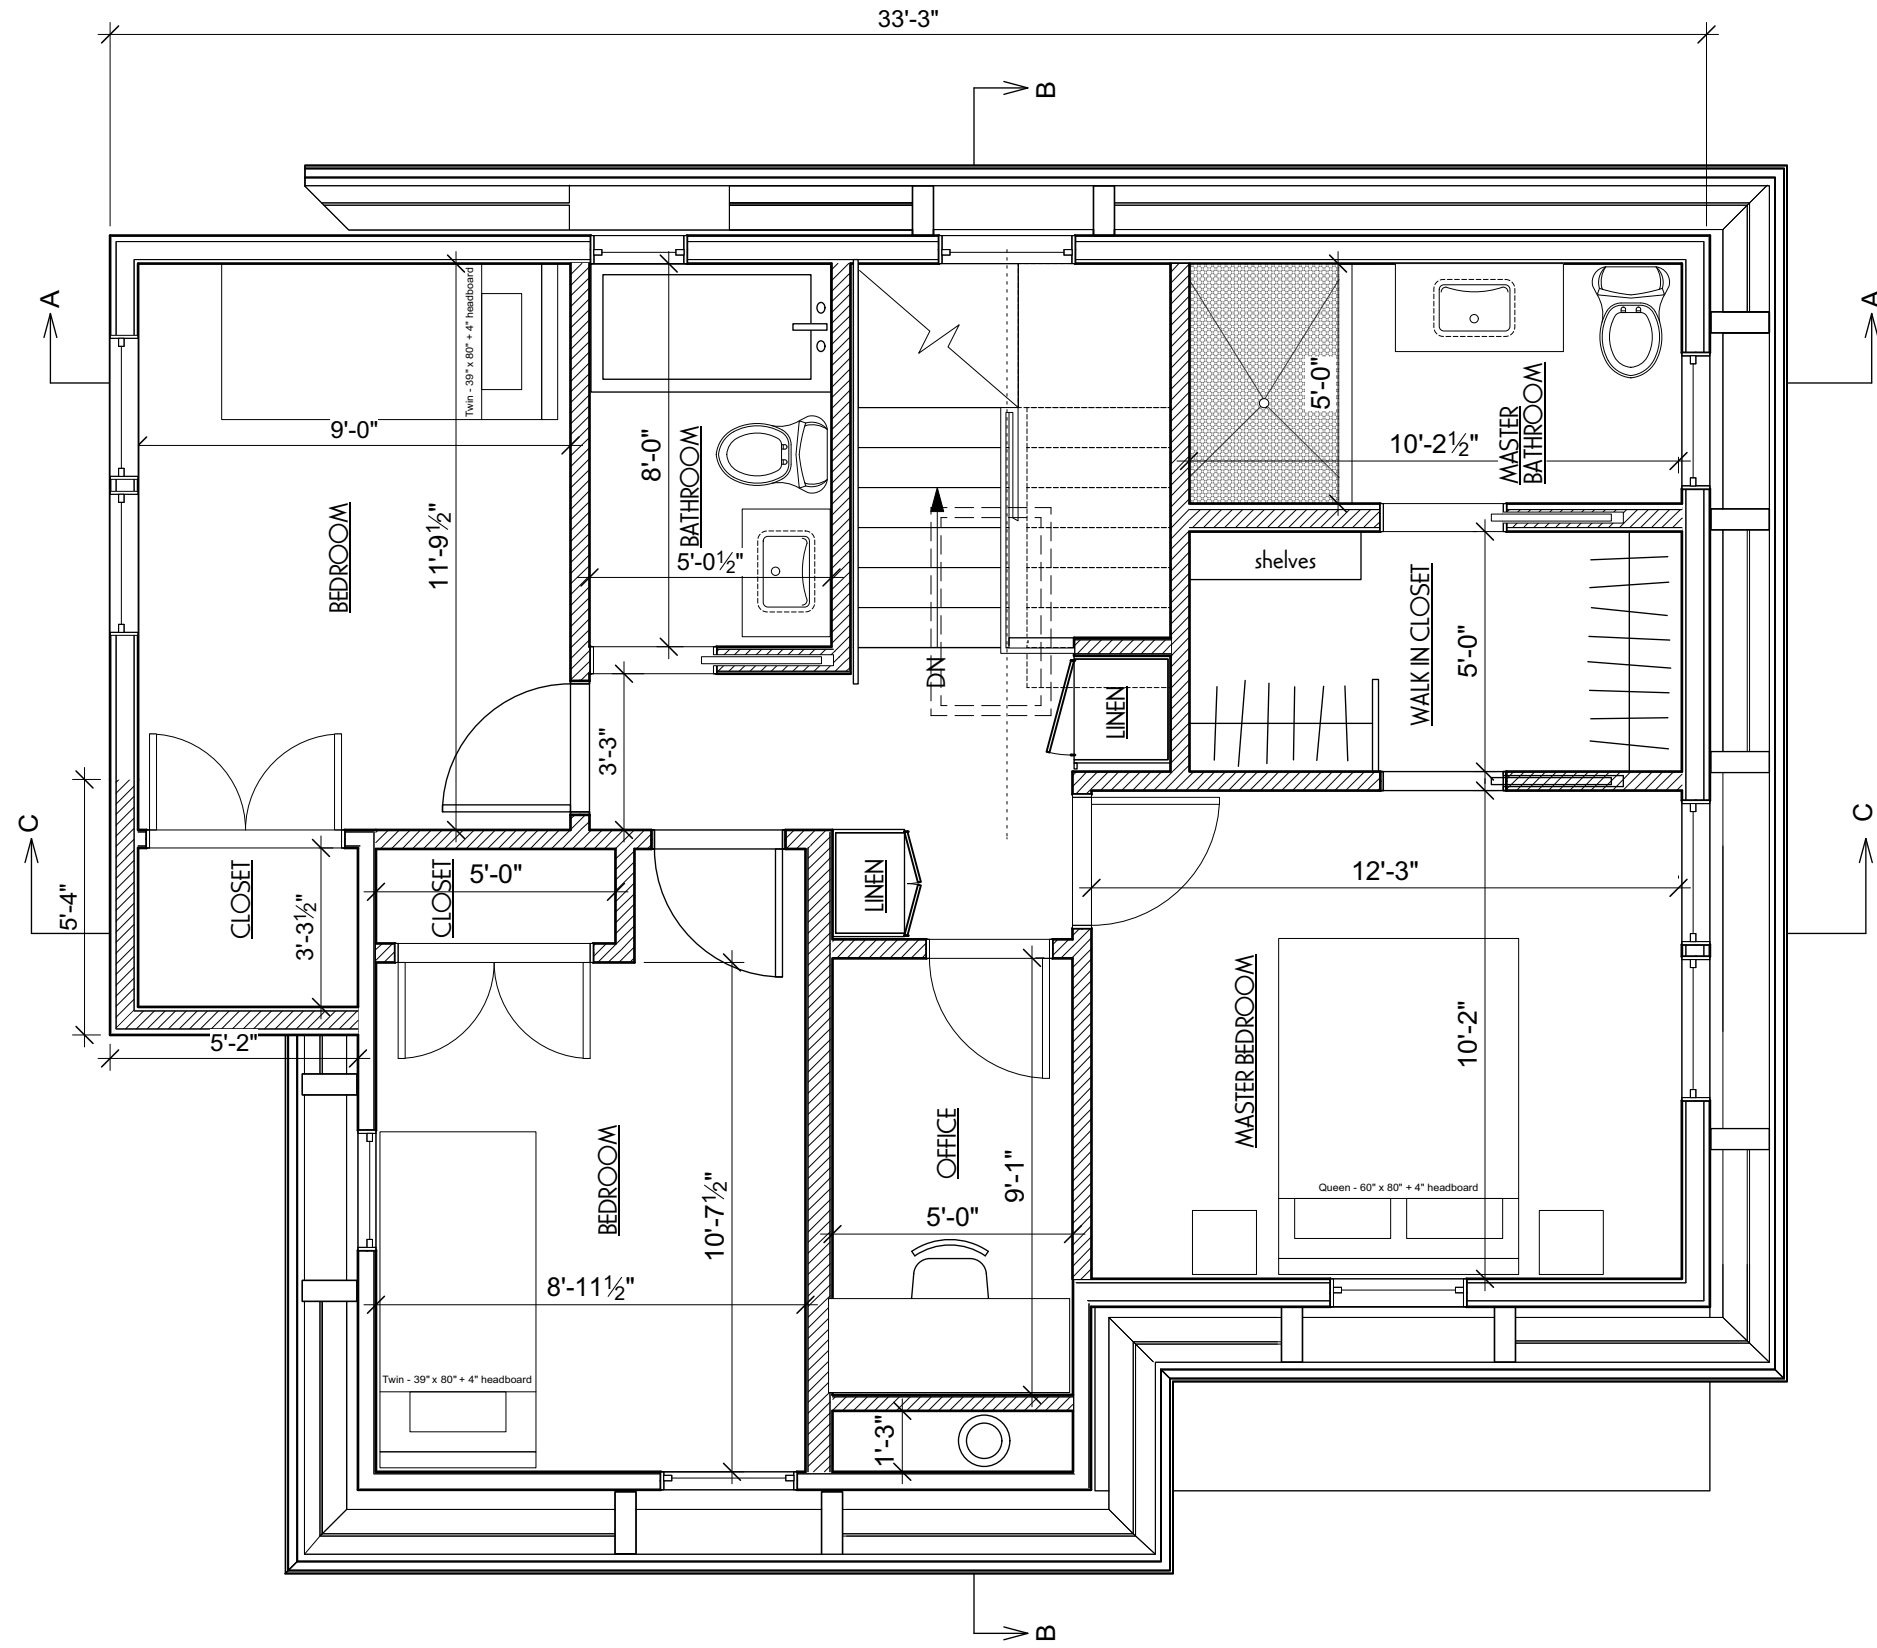 33'-3"
B
A
A
Twin - 39" x 80" + 4" headboard
9'-0"
BEDROOM
11'-9½"
8'-0"
BATHROOM
5'-0½"
5'-0"
10'-2½"
MASTER
BATHROOM
shelves
WALK IN CLOSET
5'-0"
DN
LINEN
3'-3"
C
C
5'-4"
CLOSET
3'-3½"
CLOSET
5'-0"
LINEN
12'-3"
5'-2"
MASTER BEDROOM
10'-2"
BEDROOM
10'-7½"
OFFICE
9'-1"
5'-0"
Queen - 60" x 80" + 4" headboard
8'-11½"
Twin - 39" x 80" + 4" headboard
1'-3"
B